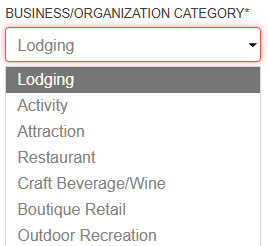 BUSINESS/ORGANIZATION CATEGORY*
Lodging
Lodging
Activity
Attraction
Restaurant
Craft Beverage/Wine
Boutique Retail
Outdoor Recreation